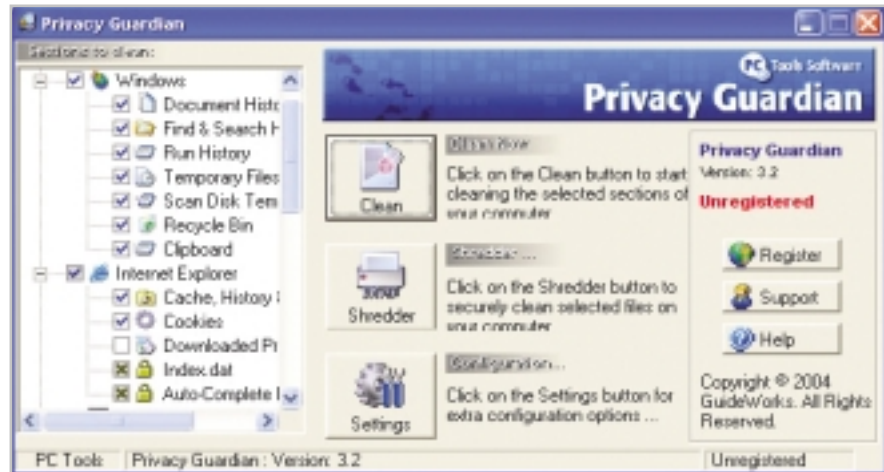 Privacy Guardian
Sections to clean:
Windows
Document Histo
Find & Search H
Run History
Temporary Files
Scan Disk Tem
Recycle Bin
Clipboard
Internet Explorer
Cache, History
Cookies
Downloaded Pr
Index.dat
Auto-Complete
PC Tools Software
Privacy Guardian
Clean
Clean Now
Click on the Clean button to start
cleaning the selected sections of
your computer
Shredder
Shredder ...
Click on the Shredder button to
securely clean selected files on
your computer
Settings
Configuration...
Click on the Settings button for
extra configuration options ...
Privacy Guardian
Version: 3.2
Unregistered
Register
Support
Help
Copyright © 2004
GuideWorks. All Rights
Reserved.
PC Tools
Privacy Guardian : Version: 3.2
Unregistered